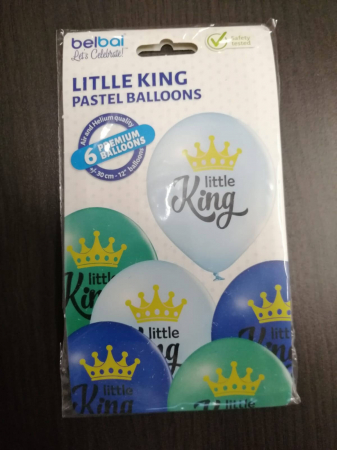 belbal
Let's Celebrate!
Safety
tested
LITLLE KING
PASTEL BALLOONS
Air and Helium quality
6 PREMIUM
BALLOONS
+/- 30 cm - 12" balloons
little
King
little
King
little
King
little
King
little
King
little